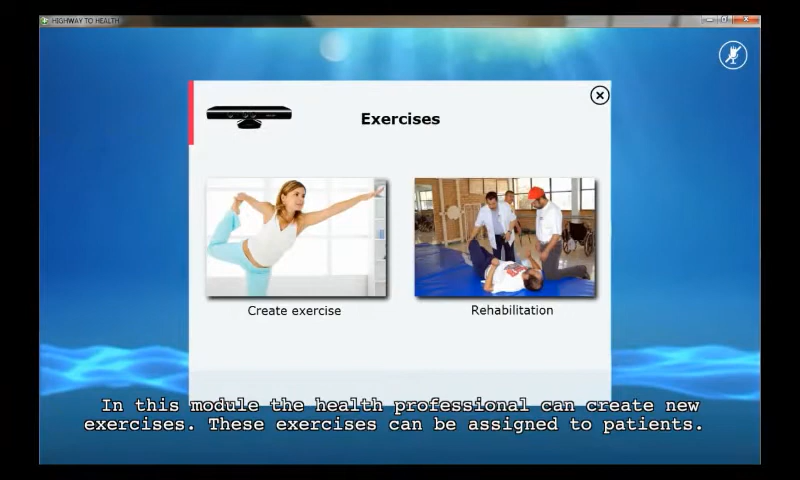 HIGHWAY TO HEALTH
Exercises
Create exercise
Rehabilitation
In this module the health professional can create new
exercises. These exercises can be assigned to patients.